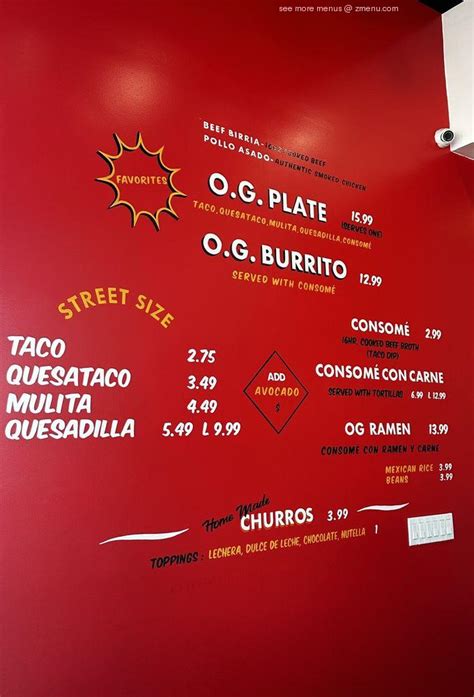 see more menus @ zmenu.com
BEEF BIRRIA-16HR COOKED BEEF
POLLO ASADO-AUTHENTIC SMOKED CHICKEN
FAVORITES
O.G. PLATE 15.99
(SERVES ONE)
TACO, QUESATACO, MULITA, QUESADILLA, CONSOMÉ
O.G. BURRITO 12.99
SERVED WITH CONSOMÉ
STREET SIZE
TACO 2.75
QUESATACO 3.49
MULITA 4.49
QUESADILLA 5.49 L 9.99
ADD
AVOCADO
$
CONSOMÉ 2.99
16HR. COOKED BEEF BROTH
(TACO DIP)
CONSOMÉ CON CARNE
SERVED WITH TORTILLAS 6.99 L 12.99
OG RAMEN 13.99
CONSOME CON RAMEN Y CARNE
MEXICAN RICE 3.99
BEANS 3.99
Home Made
CHURROS 3.99
TOPPINGS : LECHERA, DULCE DE LECHE, CHOCOLATE, NUTELLA 1